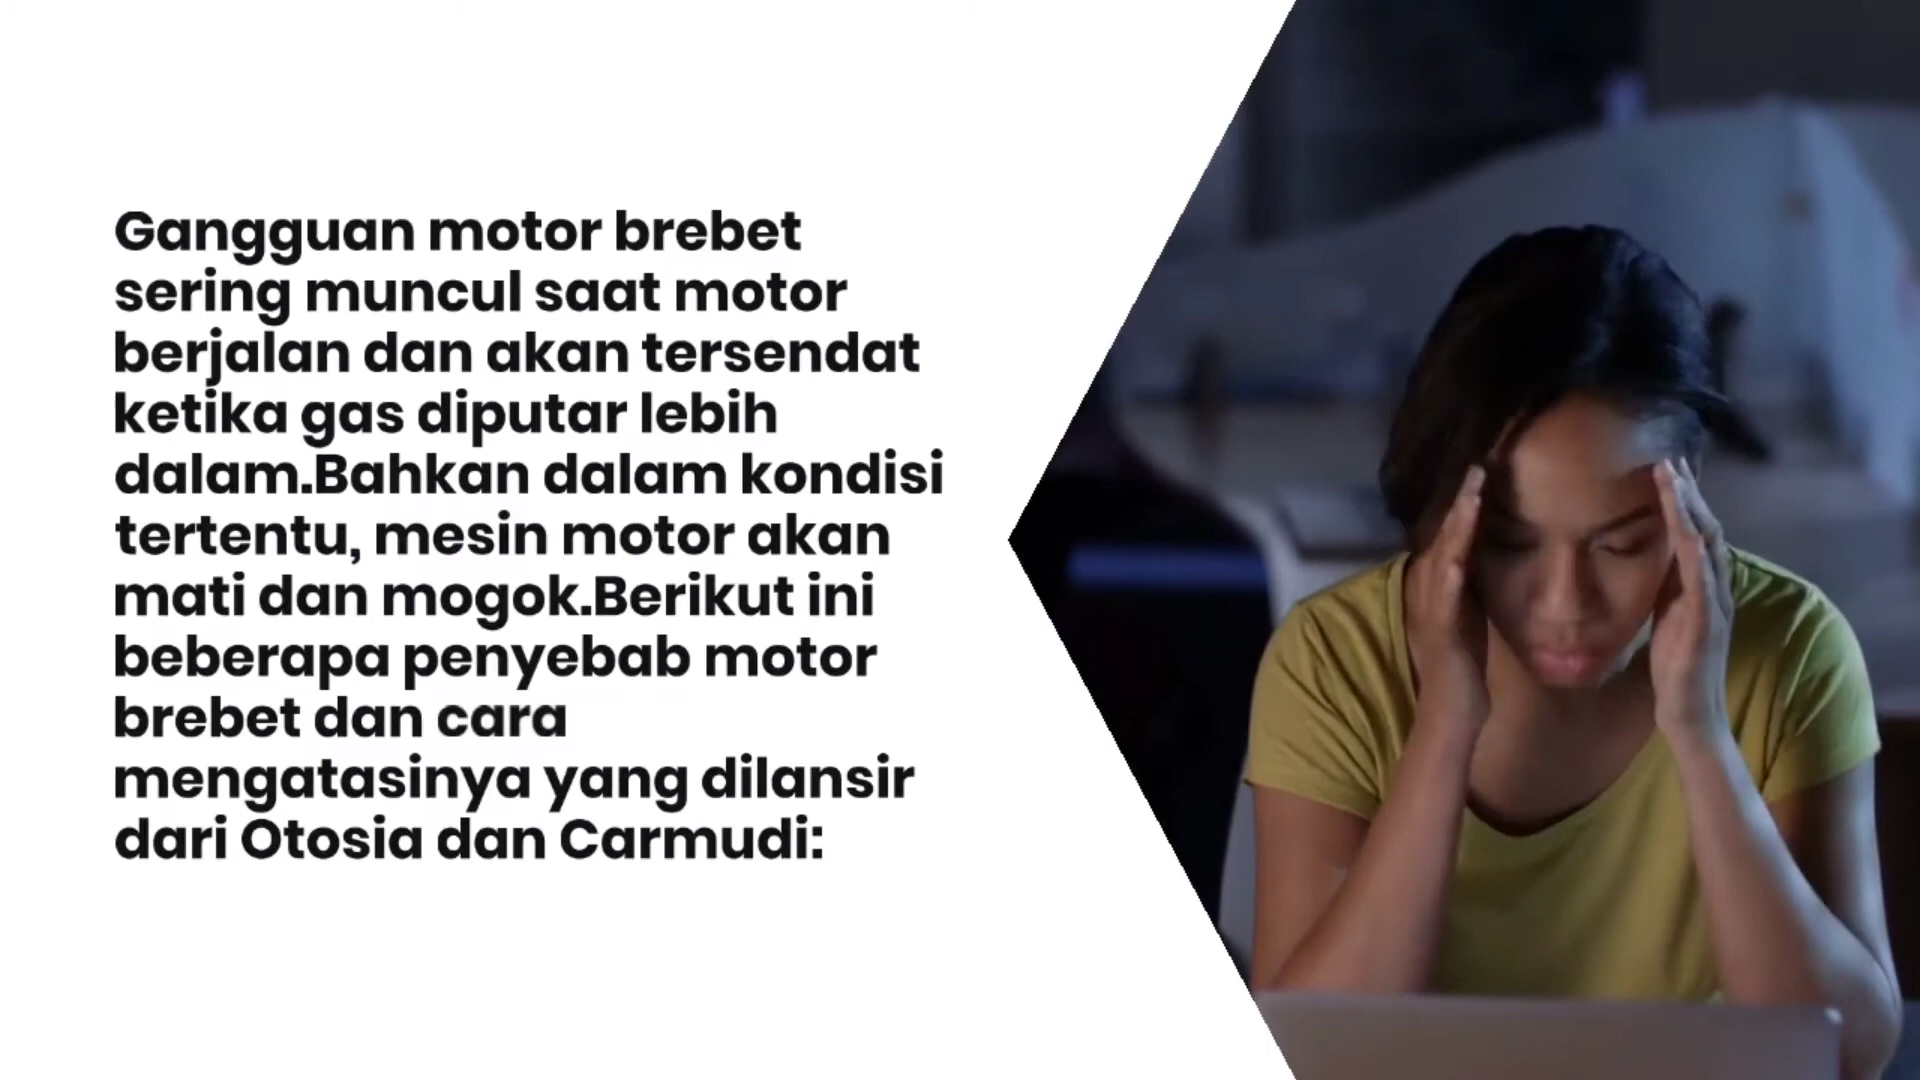 Gangguan motor brebet
sering muncul saat motor
berjalan dan akan tersendat
ketika gas diputar lebih
dalam.Bahkan dalam kondisi
tertentu, mesin motor akan
mati dan mogok.Berikut ini
beberapa penyebab motor
brebet dan cara
mengatasinya yang dilansir
dari Otosia dan Carmudi: